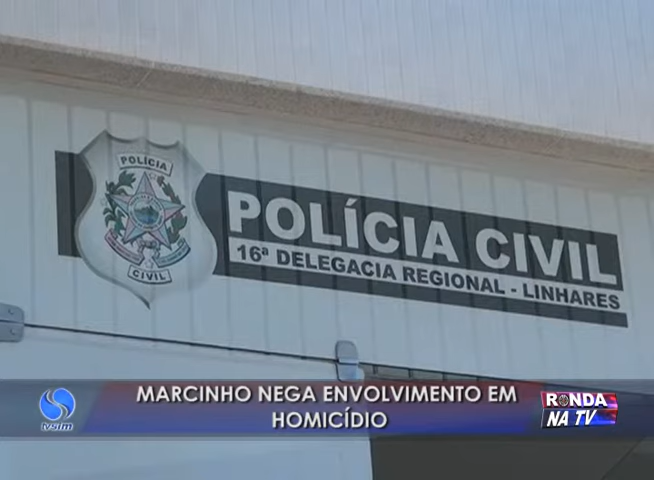 POLÍCIA
CIVIL
POLÍCIA CIVIL
16ª DELEGACIA REGIONAL - LINHARES
MARCINHO NEGA ENVOLVIMENTO EM
HOMICÍDIO
tvsim
RONDA
NA TV